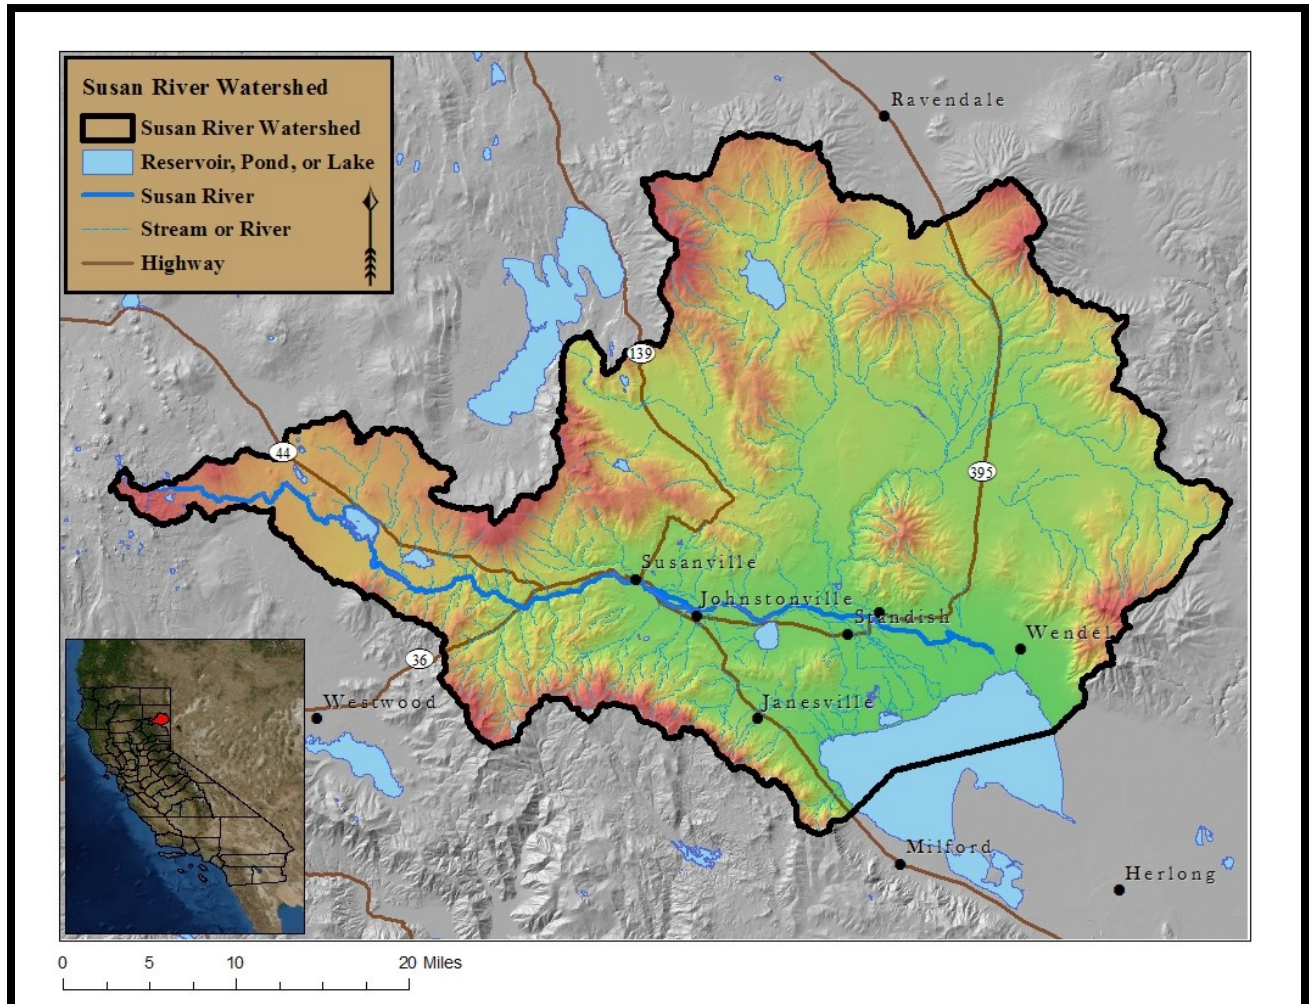 Susan River Watershed
Susan River Watershed
Reservoir, Pond, or Lake
Susan River
Stream or River
Highway
Ravendale
139
44
395
Susanville
Johnstonville
Standish
Wendel
36
Westwood
Janesville
Milford
Herlong
0 5 10 20 Miles